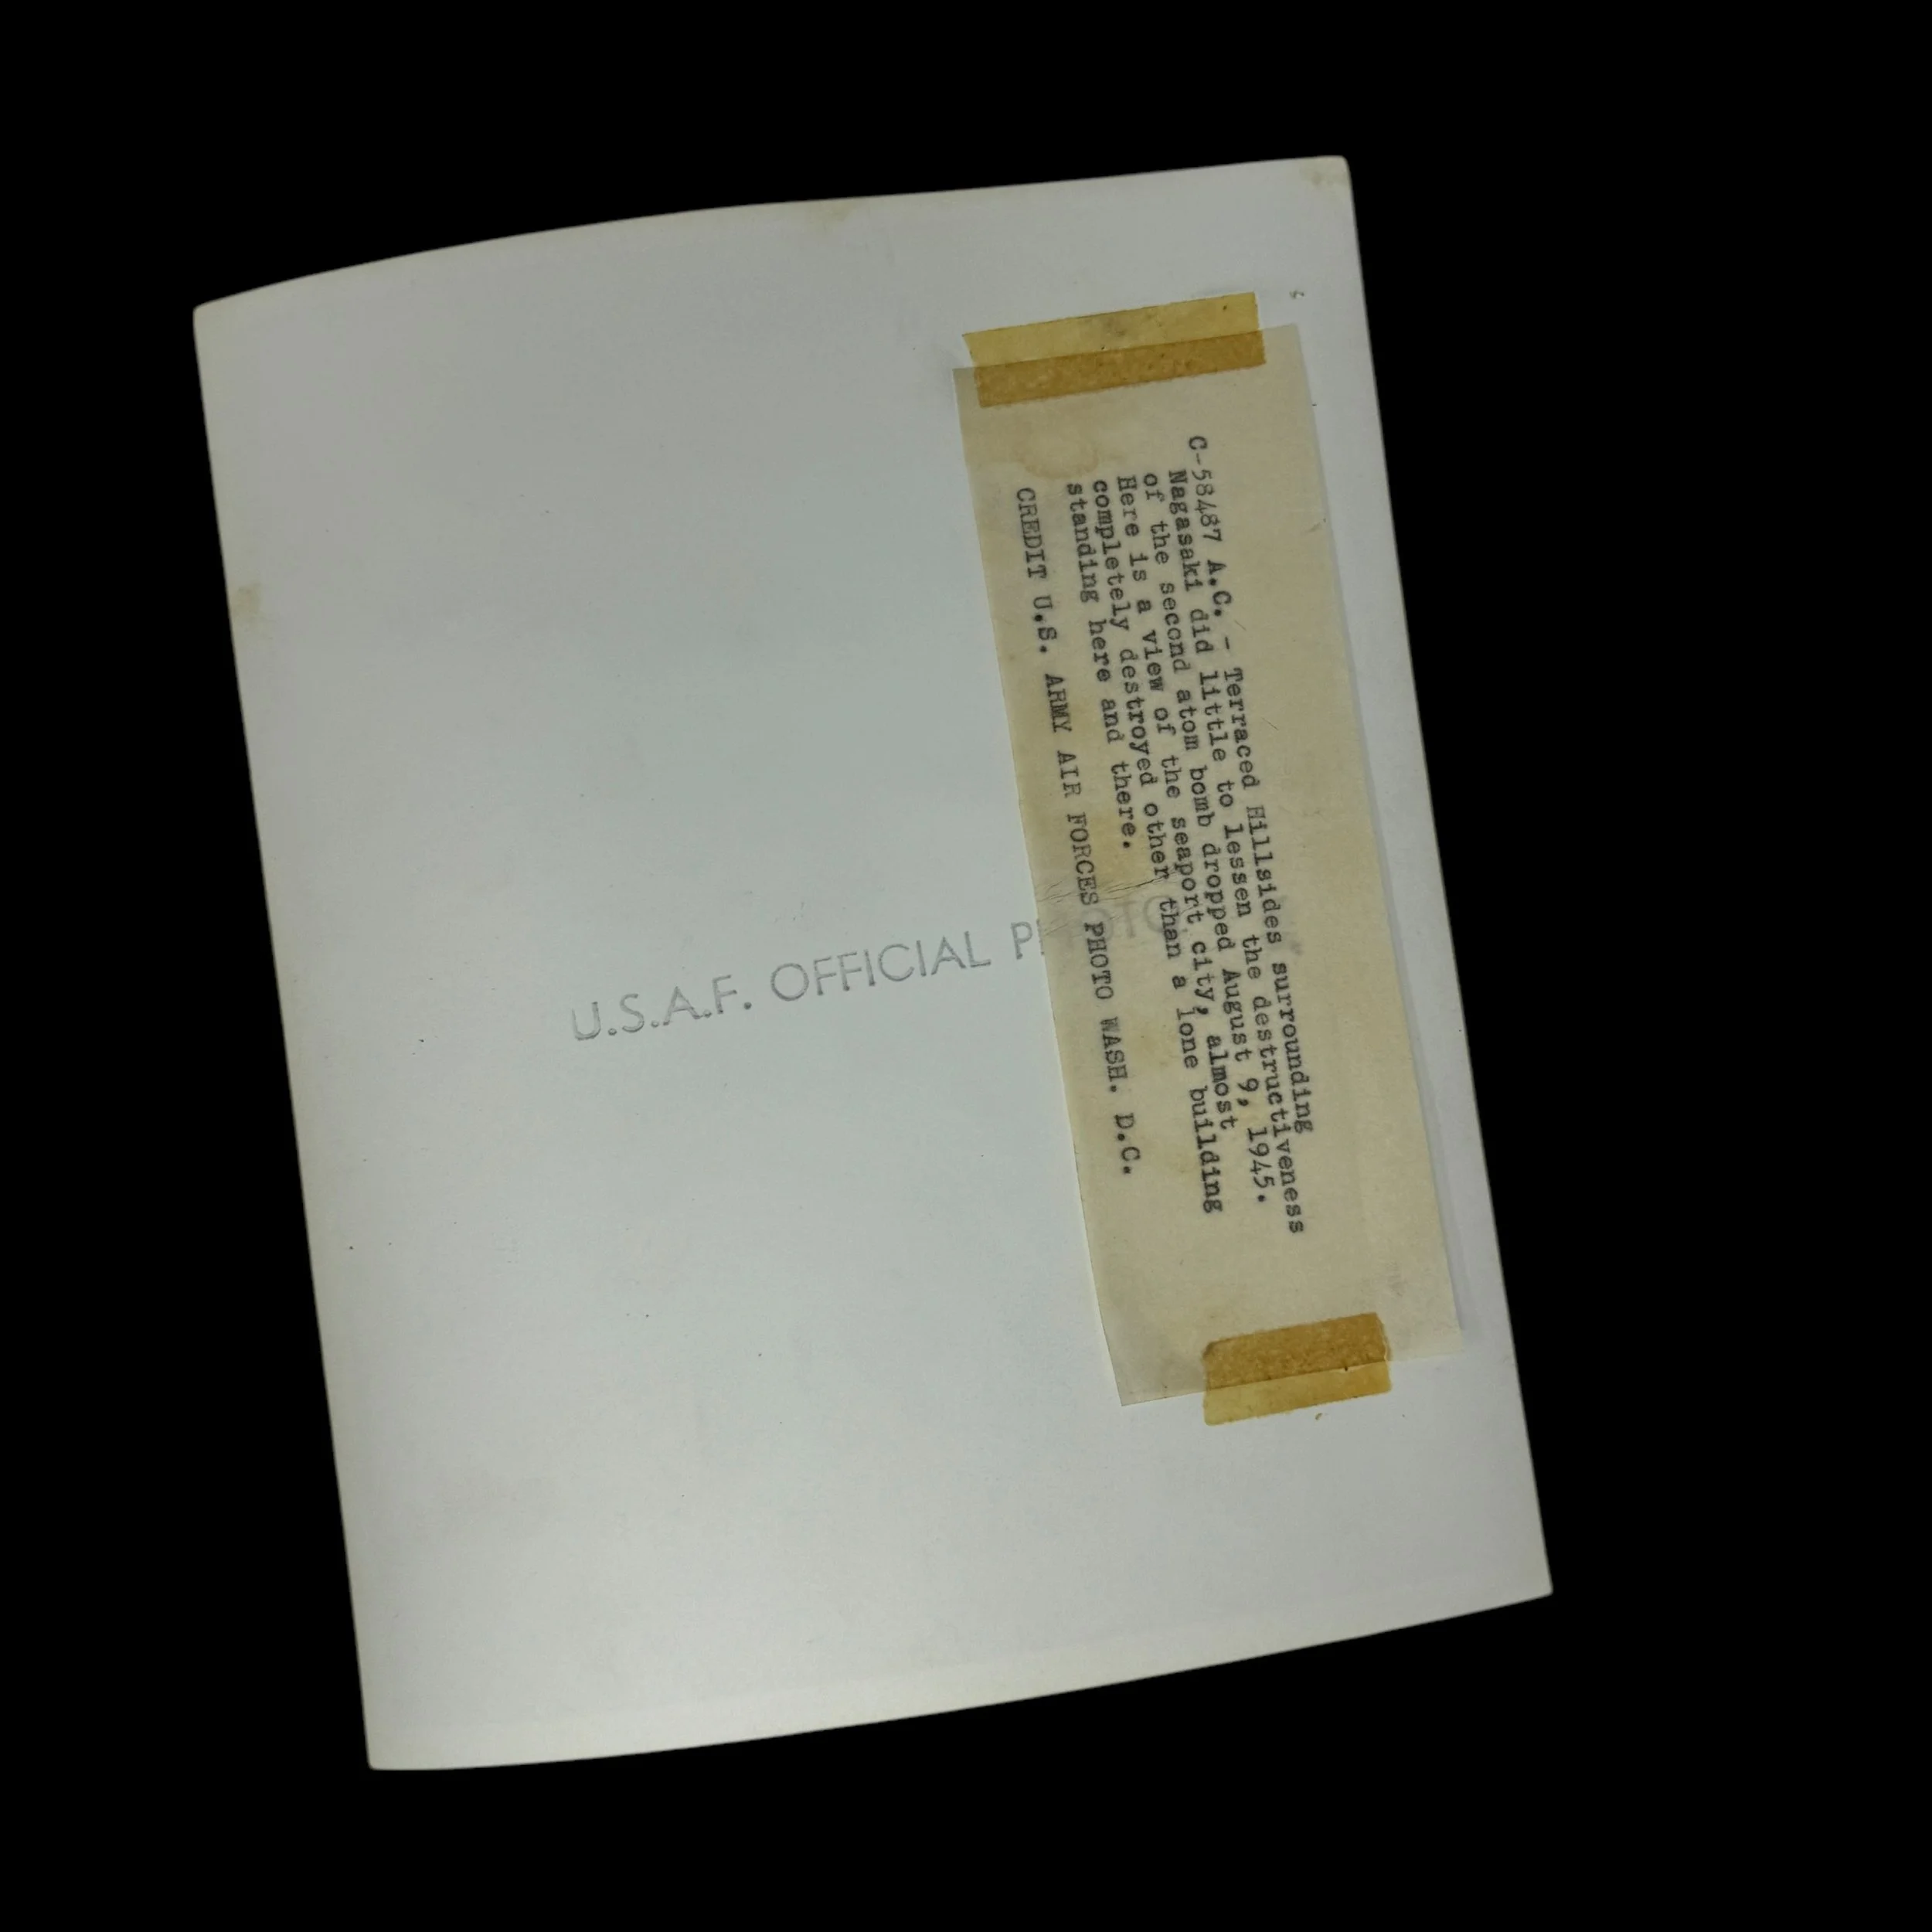 C-58487 A.C. - Terraced Hillsides surrounding
Nagasaki did little to lessen the destructiveness
of the second atom bomb dropped August 9, 1945.
Here is a view of the seaport city, almost
completely destroyed other than a lone building
standing here and there.
CREDIT U.S. ARMY AIR FORCES PHOTO WASH. D.C.
U.S.A.F. OFFICIAL PHOTO